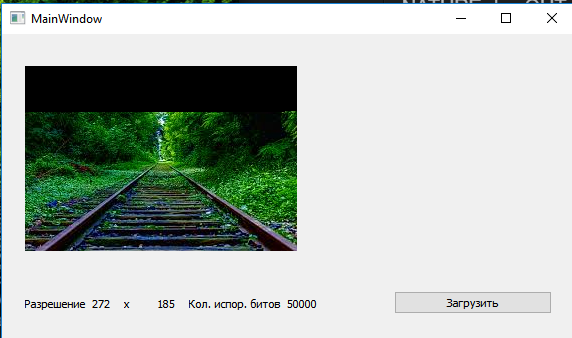 MainWindow
Разрешение 272 x 185 Кол. испор. битов 50000
Загрузить